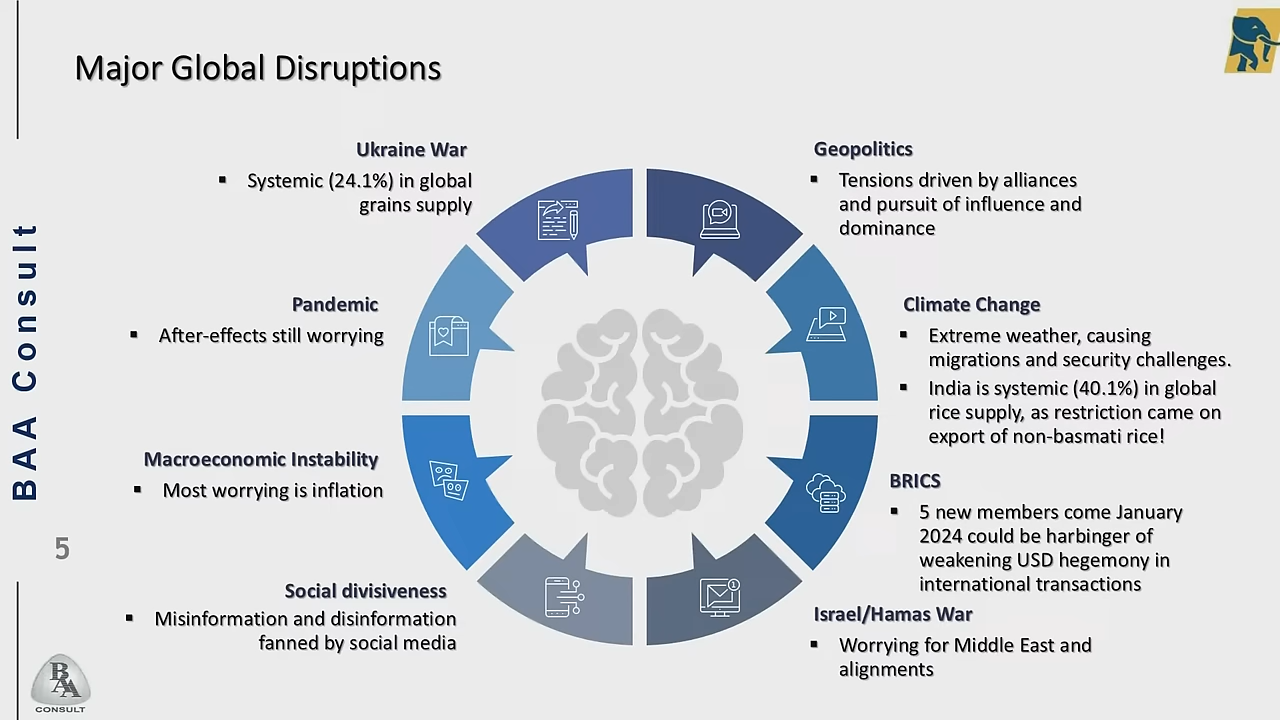 Major Global Disruptions
Ukraine War
▪ Systemic (24.1%) in global
grains supply
Pandemic
▪ After-effects still worrying
Macroeconomic Instability
▪ Most worrying is inflation
Social divisiveness
▪ Misinformation and disinformation
fanned by social media
Geopolitics
▪ Tensions driven by alliances
and pursuit of influence and
dominance
Climate Change
▪ Extreme weather, causing
migrations and security challenges.
▪ India is systemic (40.1%) in global
rice supply, as restriction came on
export of non-basmati rice!
BRICS
▪ 5 new members come January
2024 could be harbinger of
weakening USD hegemony in
international transactions
Israel/Hamas War
▪ Worrying for Middle East and
alignments
1
BAA Consult
5
BAA
CONSULT